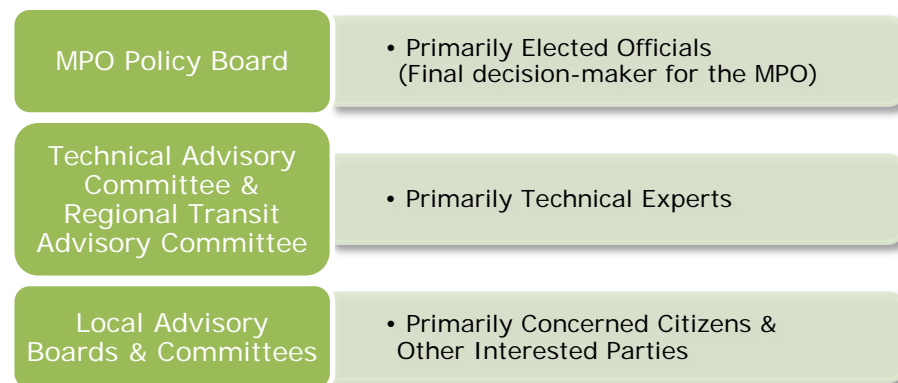 MPO Policy Board
• Primarily Elected Officials
(Final decision-maker for the MPO)
Technical Advisory
Committee &
Regional Transit
Advisory Committee
• Primarily Technical Experts
Local Advisory
Boards & Committees
• Primarily Concerned Citizens &
Other Interested Parties